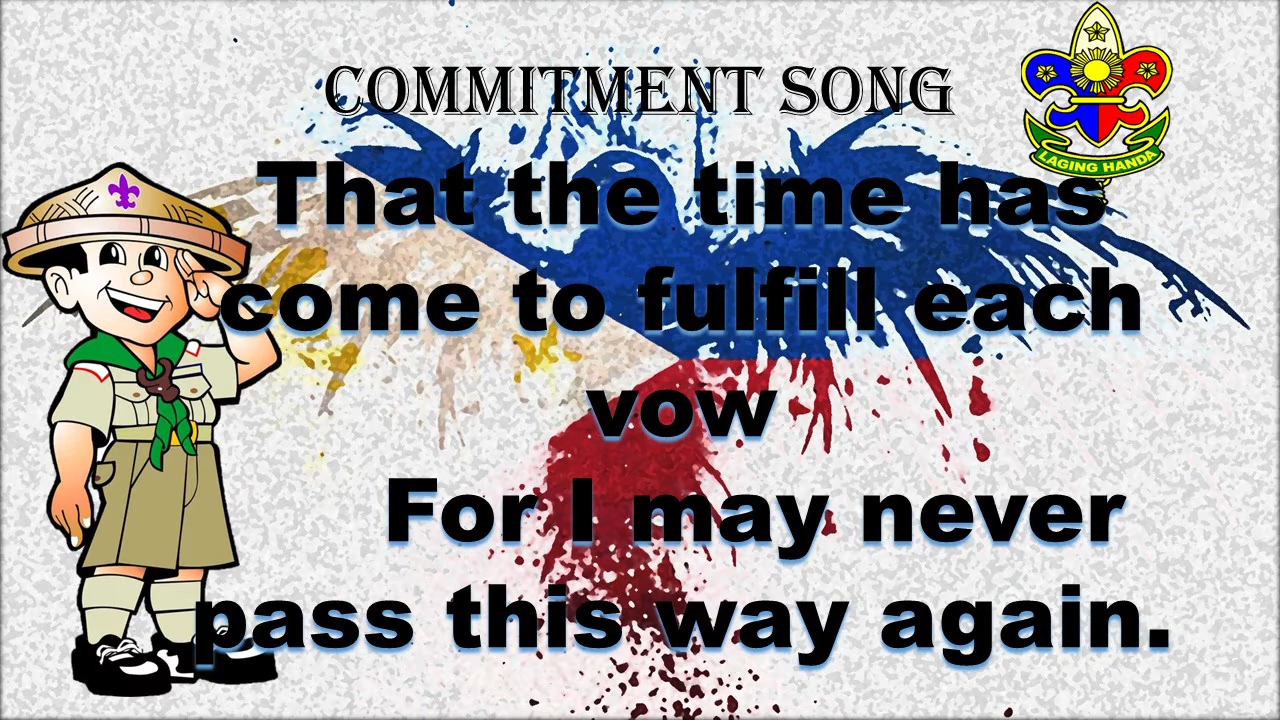 COMMITMENT SONG
LAGING HANDA
That the time has
come to fulfill each
vow
For I may never
pass this way again.